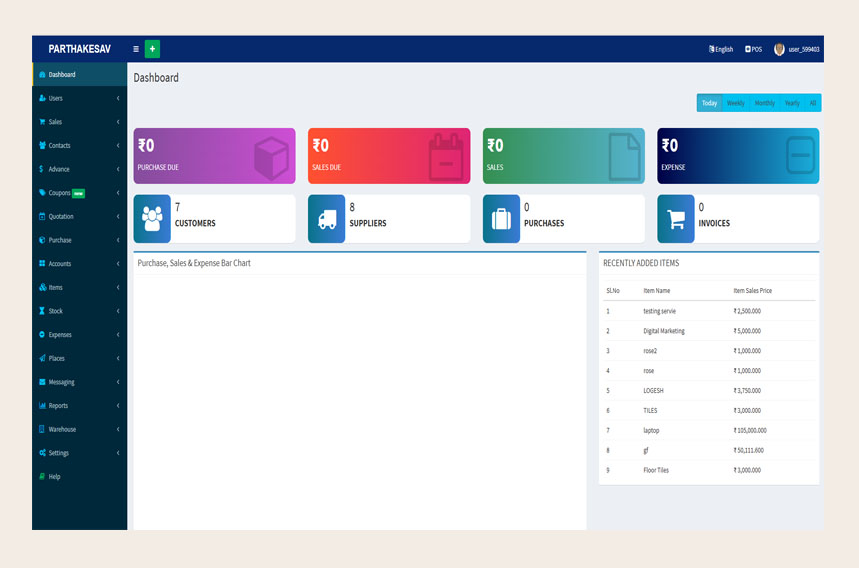 PARTHAKESAV
English POS user_599403
Dashboard
Users
Sales
Contacts
Advance
Coupons new
Quotation
Purchase
Accounts
Items
Stock
Expenses
Places
Messaging
Reports
Warehouse
Settings
Help
Dashboard
Today Weekly Monthly Yearly All
₹0
PURCHASE DUE
₹0
SALES DUE
₹0
SALES
₹0
EXPENSE
7
CUSTOMERS
8
SUPPLIERS
0
PURCHASES
0
INVOICES
Purchase, Sales & Expense Bar Chart
RECENTLY ADDED ITEMS
Sl.No Item Name Item Sales Price
1 testing servie ₹2,500.000
2 Digital Marketing ₹5,000.000
3 rose2 ₹1,000.000
4 rose ₹1,000.000
5 LOGESH ₹3,750.000
6 TILES ₹3,000.000
7 laptop ₹105,000.000
8 gf ₹50,111.600
9 Floor Tiles ₹3,000.000